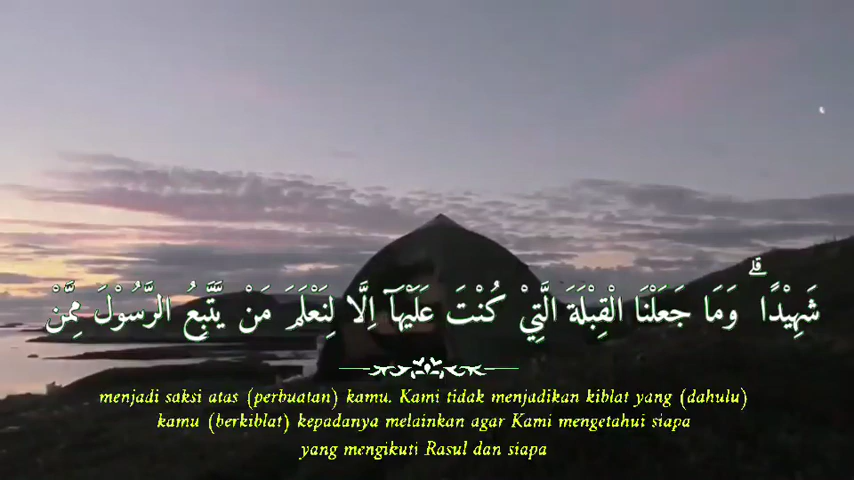 شَهِيْدًا ۗ وَمَا جَعَلْنَا الْقِبْلَةَ الَّتِيْ كُنْتَ عَلَيْهَآ اِلَّا لِنَعْلَمَ مَنْ يَّتَّبِعُ الرَّسُوْلَ مِمَّنْ
menjadi saksi atas (perbuatan) kamu. Kami tidak menjadikan kiblat yang (dahulu)
kamu (berkiblat) kepadanya melainkan agar Kami mengetahui siapa
yang mengikuti Rasul dan siapa